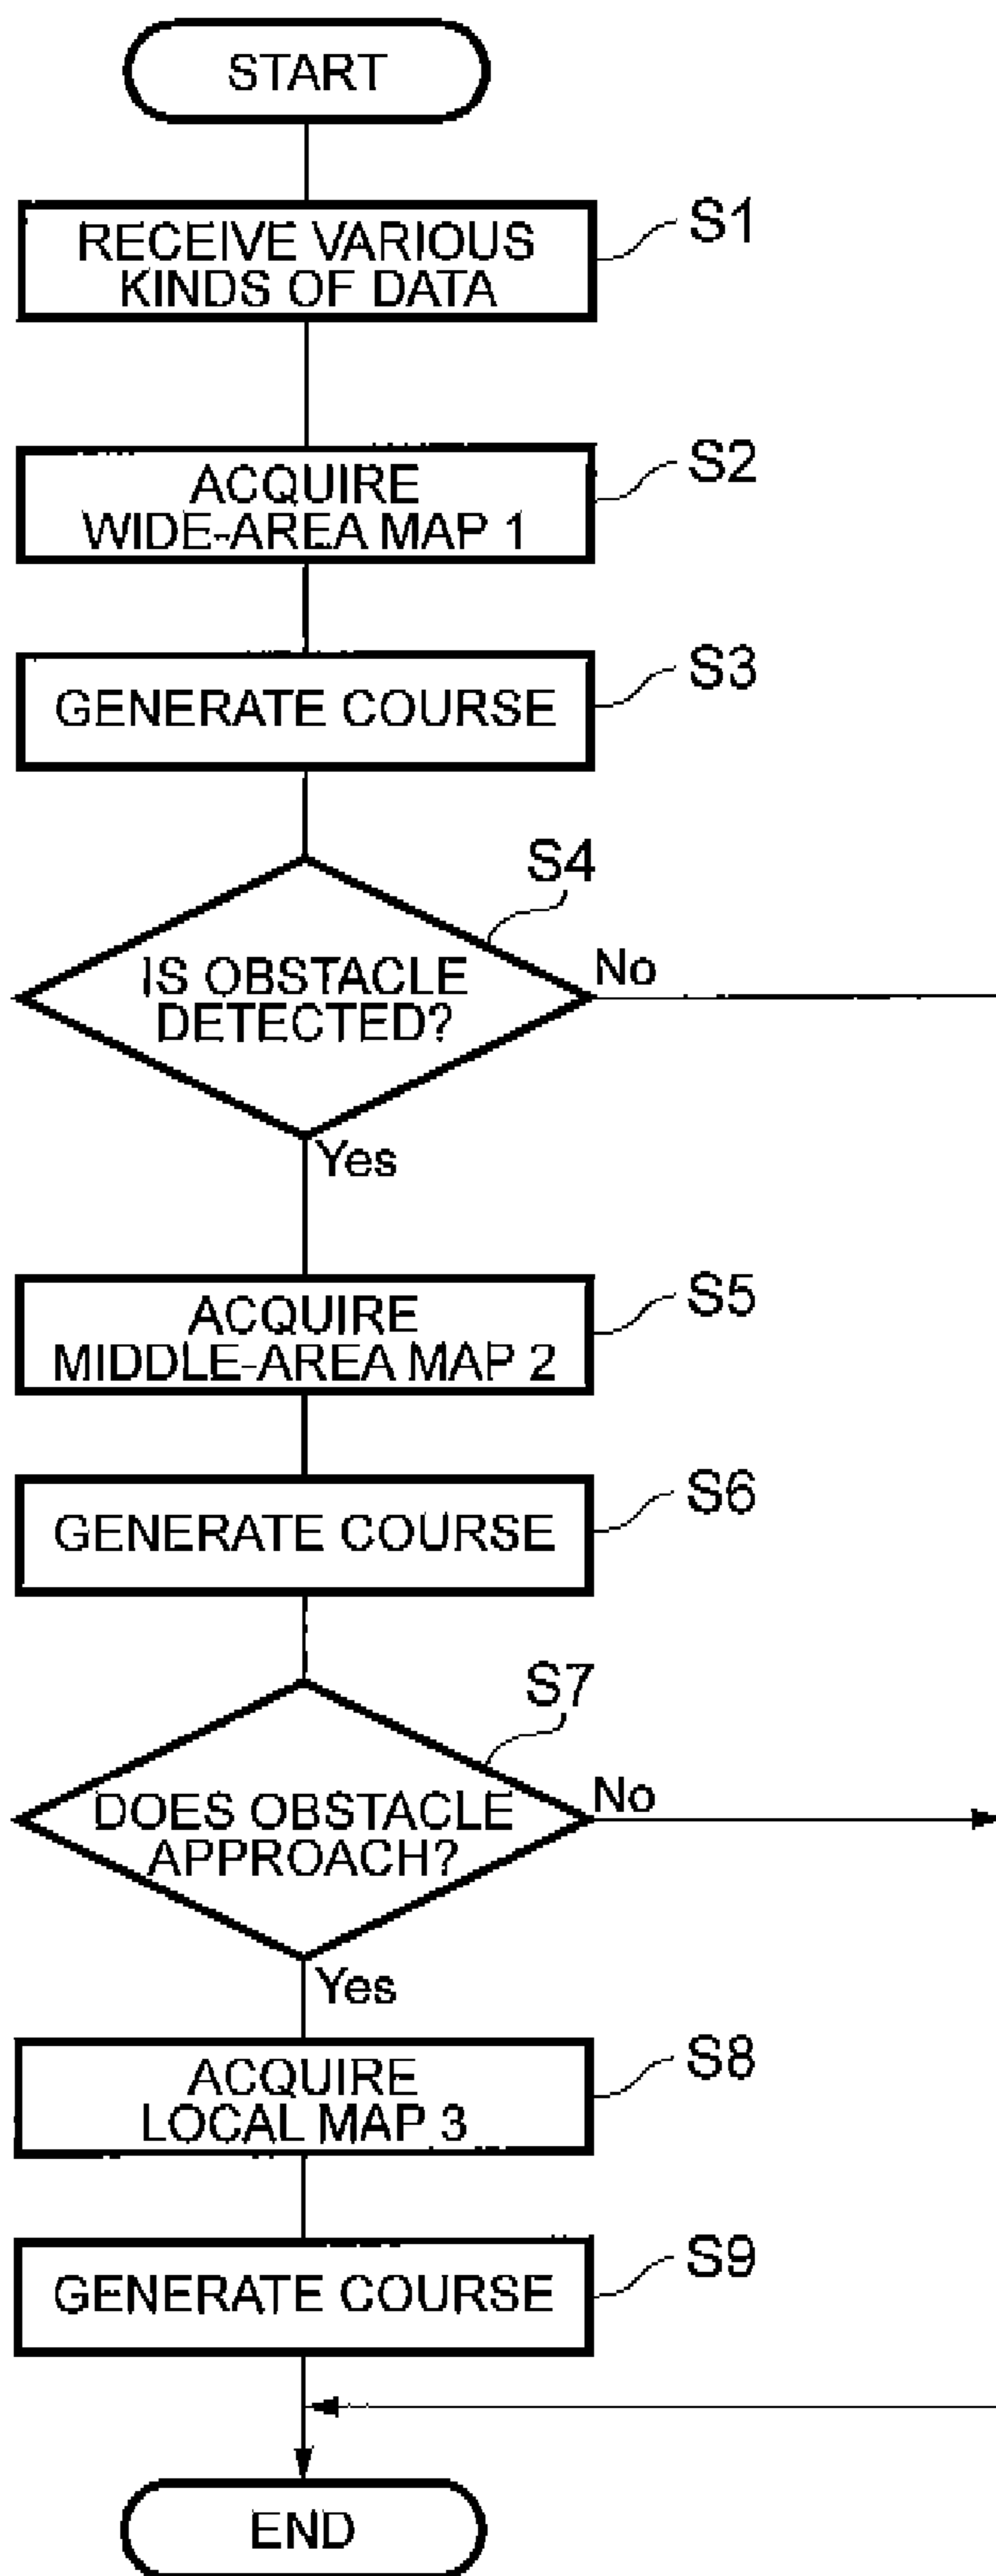 START
RECEIVE VARIOUS
KINDS OF DATA
S1
ACQUIRE
WIDE-AREA MAP 1
S2
GENERATE COURSE
S3
IS OBSTACLE
DETECTED?
S4
No
Yes
ACQUIRE
MIDDLE-AREA MAP 2
S5
GENERATE COURSE
S6
DOES OBSTACLE
APPROACH?
S7
No
Yes
ACQUIRE
LOCAL MAP 3
S8
GENERATE COURSE
S9
END